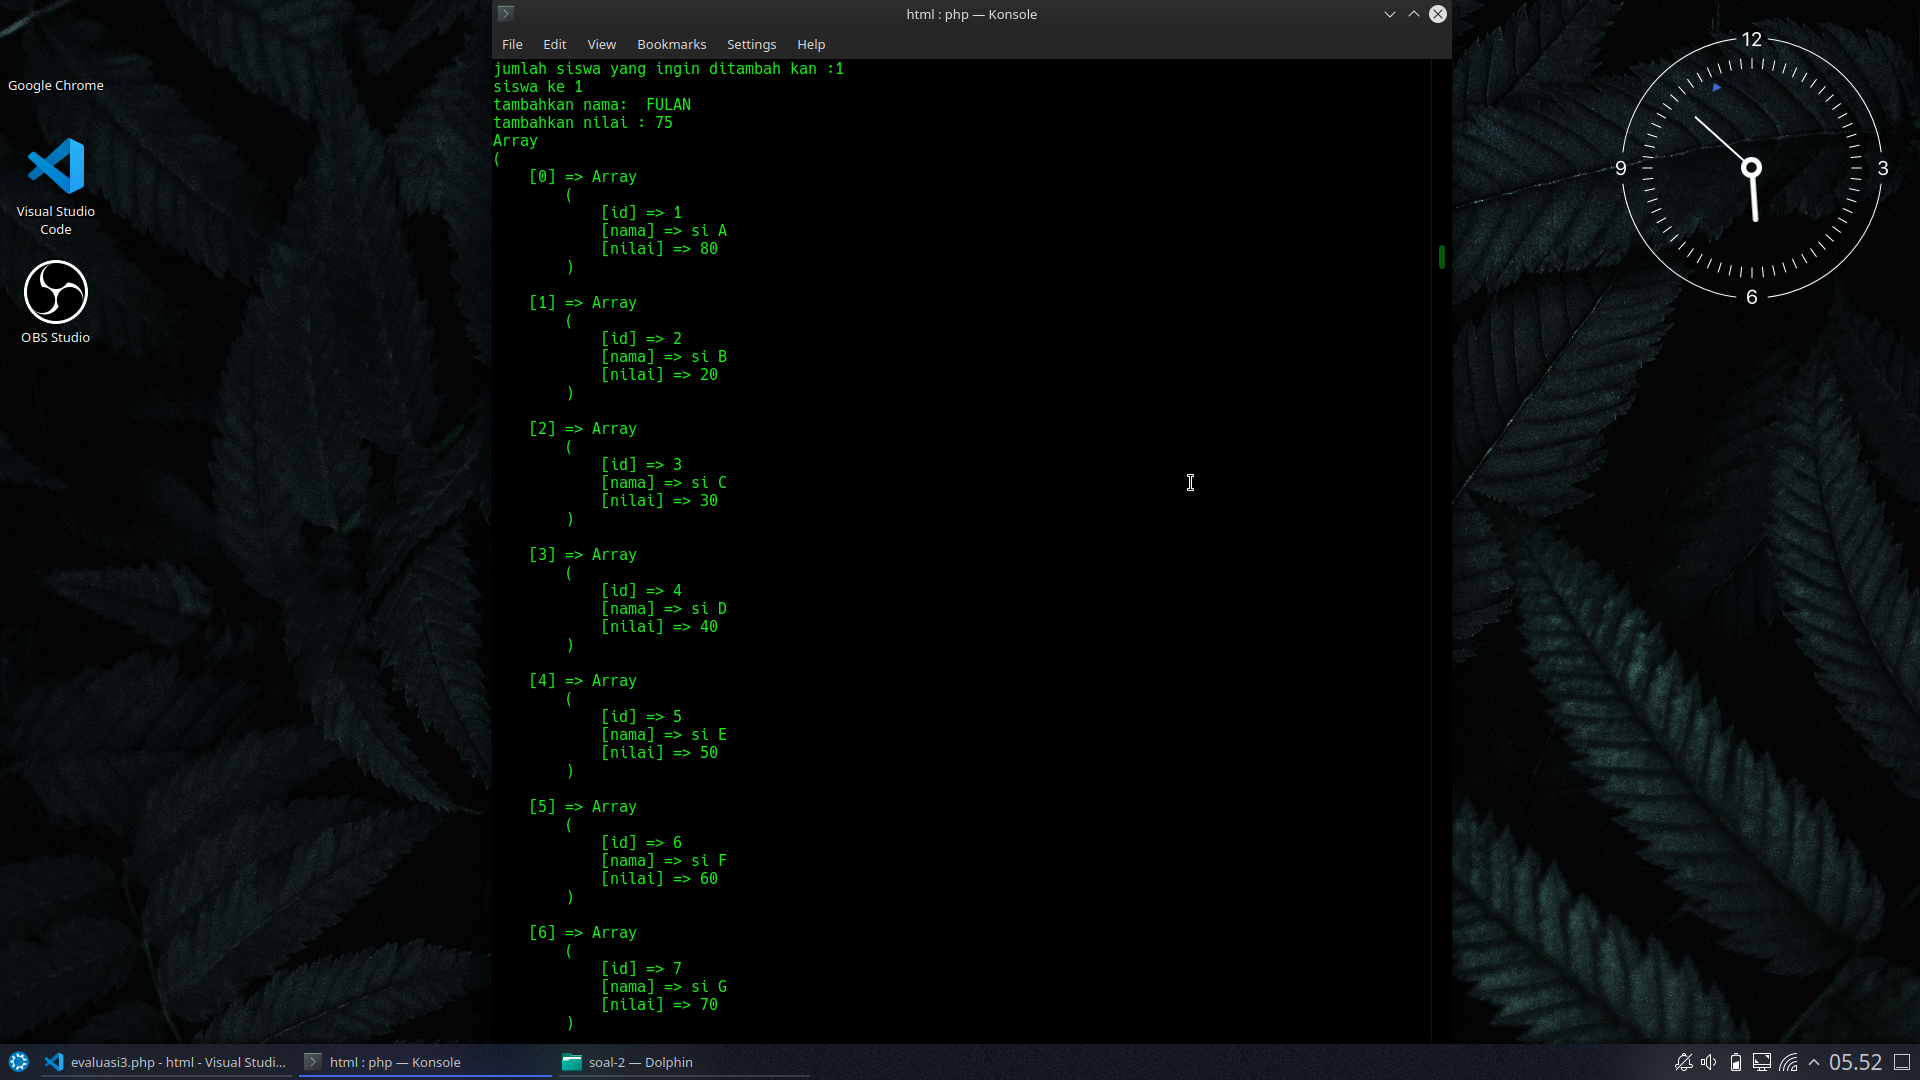 html : php — Konsole
File Edit View Bookmarks Settings Help
jumlah siswa yang ingin ditambah kan :1
siswa ke 1
tambahkan nama:  FULAN
tambahkan nilai : 75
Array
(
    [0] => Array
        (
            [id] => 1
            [nama] => si A
            [nilai] => 80
        )
    [1] => Array
        (
            [id] => 2
            [nama] => si B
            [nilai] => 20
        )
    [2] => Array
        (
            [id] => 3
            [nama] => si C
            [nilai] => 30
        )
    [3] => Array
        (
            [id] => 4
            [nama] => si D
            [nilai] => 40
        )
    [4] => Array
        (
            [id] => 5
            [nama] => si E
            [nilai] => 50
        )
    [5] => Array
        (
            [id] => 6
            [nama] => si F
            [nilai] => 60
        )
    [6] => Array
        (
            [id] => 7
            [nama] => si G
            [nilai] => 70
        )
Google Chrome
Visual Studio
Code
OBS Studio
12
9
3
6
evaluasi3.php - html - Visual Studi...
html : php — Konsole
soal-2 — Dolphin
05.52